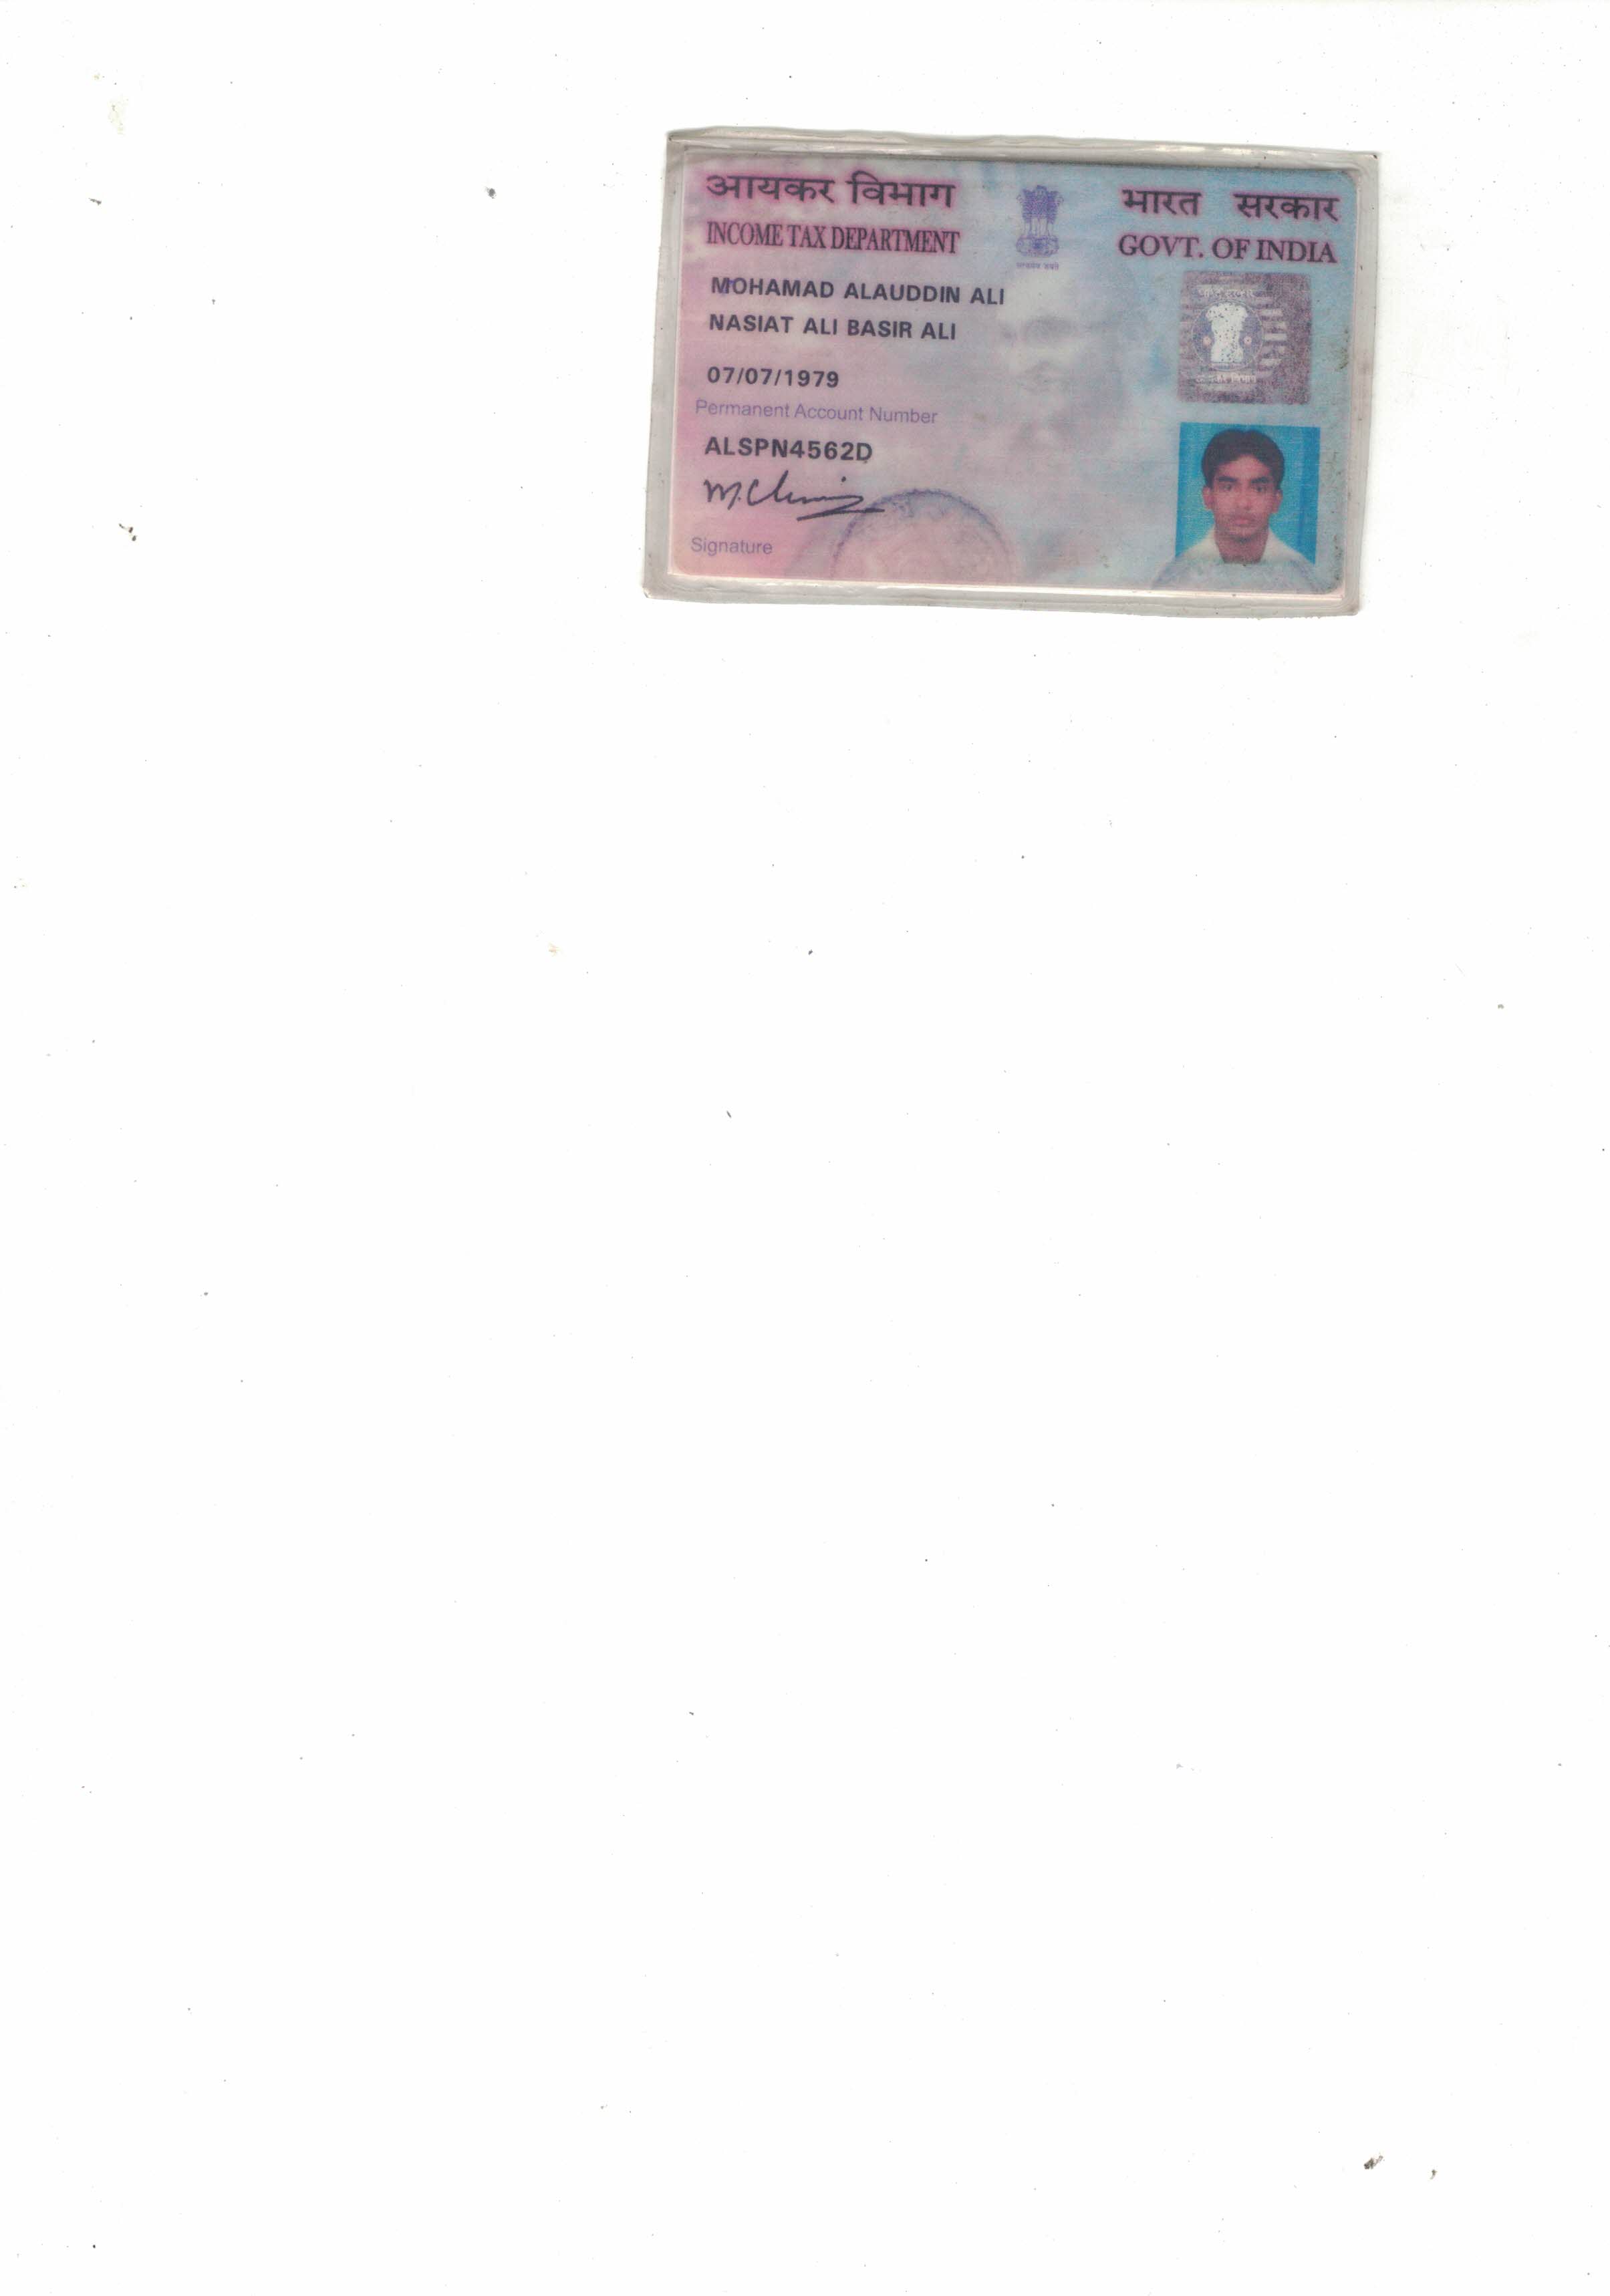 आयकर विभाग
INCOME TAX DEPARTMENT
भारत सरकार
GOVT. OF INDIA
MOHAMAD ALAUDDIN ALI
NASIAT ALI BASIR ALI
07/07/1979
Permanent Account Number
ALSPN4562D
Signature